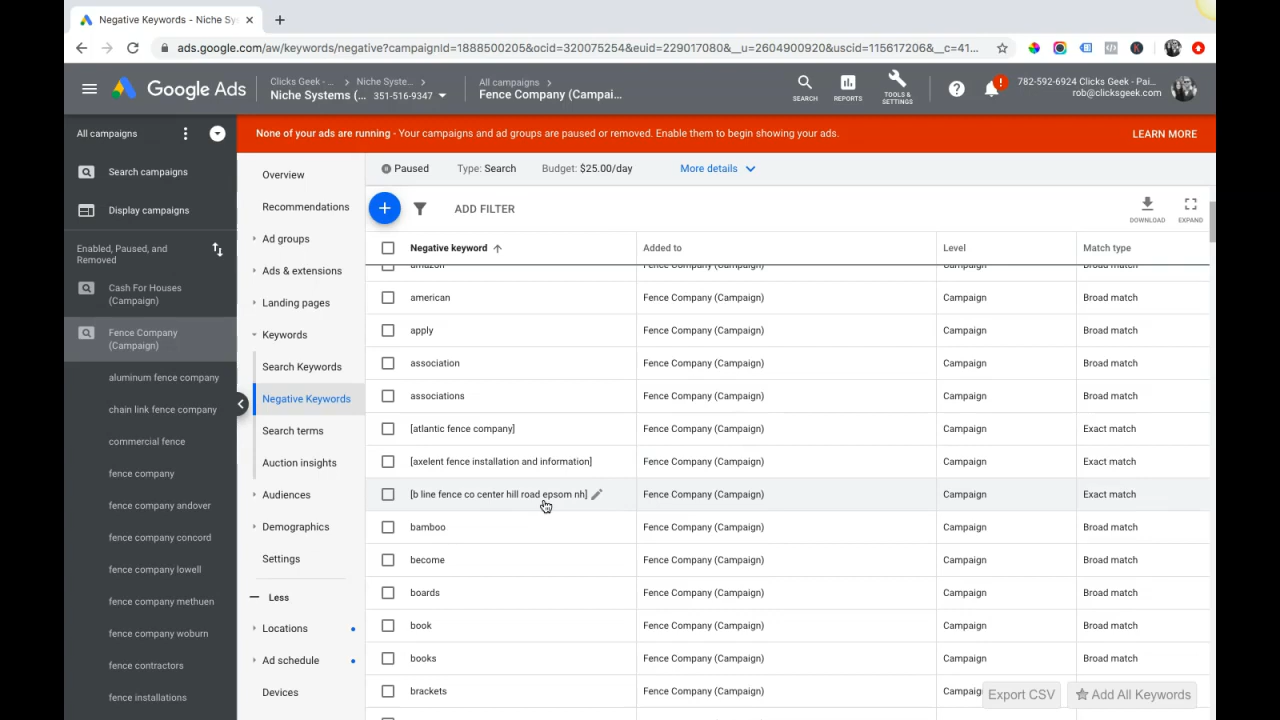 Negative Keywords - Niche Sy
ads.google.com/aw/keywords/negative?campaignId=1888500205&ocid=320075254&euid=229017080&__u=2604900920&uscid=115617206&__c=41...
Google Ads
Clicks Geek - ... > Niche Syste... >
Niche Systems (... 351-516-9347
All campaigns >
Fence Company (Campai...
SEARCH
REPORTS
TOOLS & SETTINGS
782-592-6924 Clicks Geek - Pai...
rob@clicksgeek.com
All campaigns
None of your ads are running - Your campaigns and ad groups are paused or removed. Enable them to begin showing your ads.
LEARN MORE
Search campaigns
Display campaigns
Enabled, Paused, and
Removed
Cash For Houses
(Campaign)
Fence Company
(Campaign)
aluminum fence company
chain link fence company
commercial fence
fence company
fence company andover
fence company concord
fence company lowell
fence company methuen
fence company woburn
fence contractors
fence installations
Overview
Recommendations
Ad groups
Ads & extensions
Landing pages
Keywords
Search Keywords
Negative Keywords
Search terms
Auction insights
Audiences
Demographics
Settings
Less
Locations
Ad schedule
Devices
Paused Type: Search Budget: $25.00/day More details
ADD FILTER
DOWNLOAD
EXPAND
Negative keyword Added to Level Match type
amazon Fence Company (Campaign) Campaign Broad match
american Fence Company (Campaign) Campaign Broad match
apply Fence Company (Campaign) Campaign Broad match
association Fence Company (Campaign) Campaign Broad match
associations Fence Company (Campaign) Campaign Broad match
[atlantic fence company] Fence Company (Campaign) Campaign Exact match
[axelent fence installation and information] Fence Company (Campaign) Campaign Exact match
[b line fence co center hill road epsom nh] Fence Company (Campaign) Campaign Exact match
bamboo Fence Company (Campaign) Campaign Broad match
become Fence Company (Campaign) Campaign Broad match
boards Fence Company (Campaign) Campaign Broad match
book Fence Company (Campaign) Campaign Broad match
books Fence Company (Campaign) Campaign Broad match
brackets Fence Company (Campaign) Campaig
Export CSV
Add All Keywords